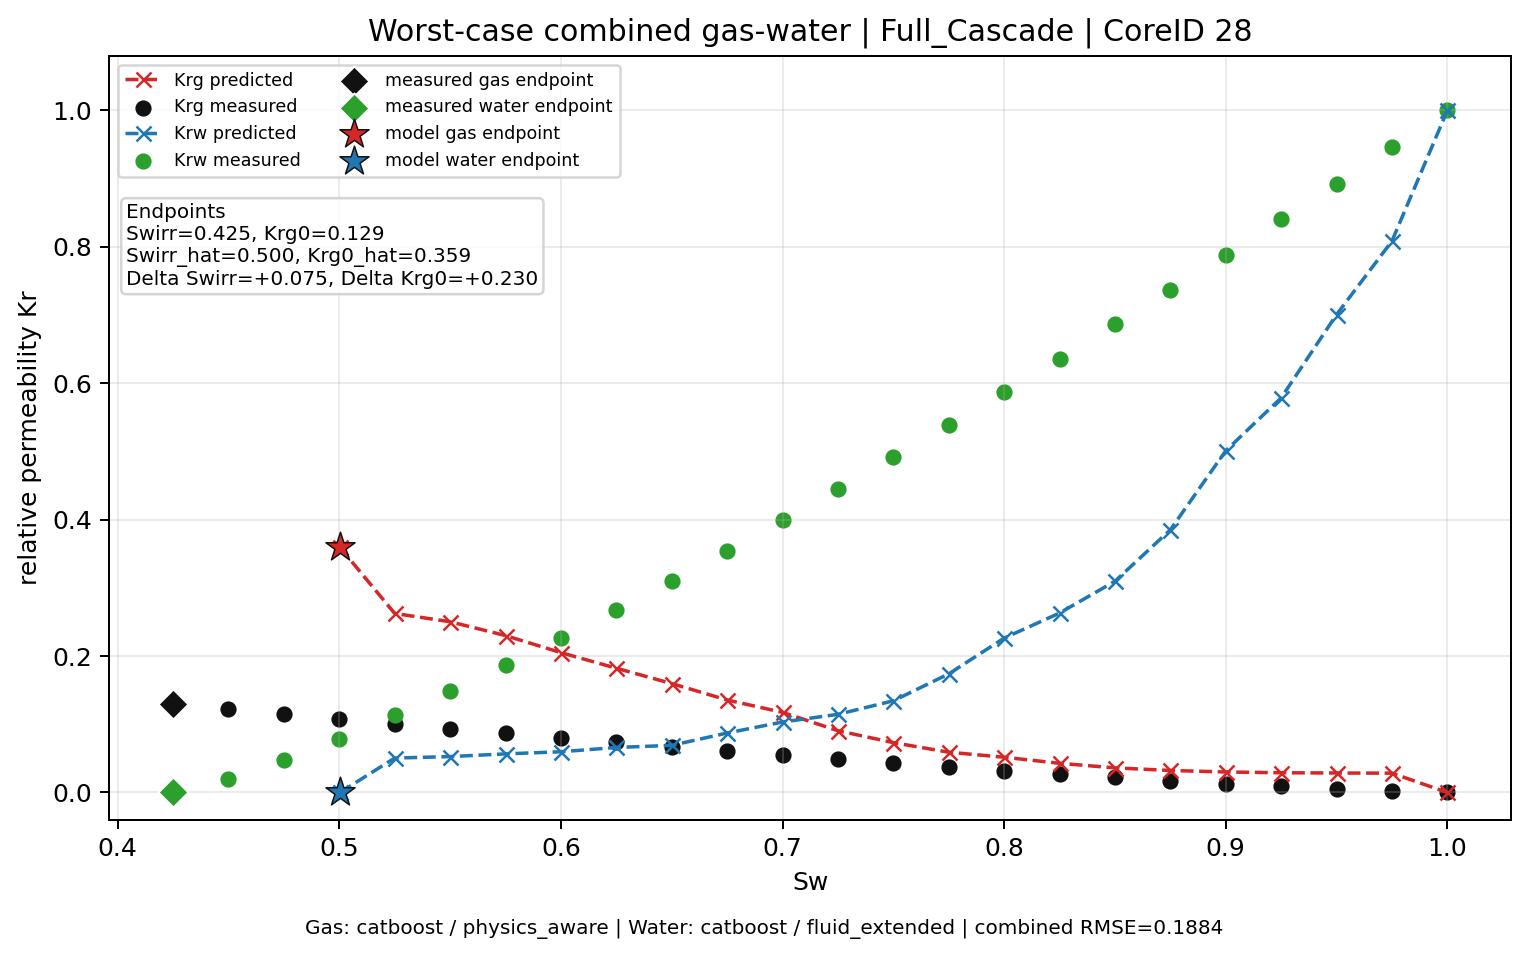 Worst-case combined gas-water | Full_Cascade | CoreID 28
Krg predicted
Krg measured
Krw predicted
Krw measured
measured gas endpoint
measured water endpoint
model gas endpoint
model water endpoint
Endpoints
Swirr=0.425, Krg0=0.129
Swirr_hat=0.500, Krg0_hat=0.359
Delta Swirr=+0.075, Delta Krg0=+0.230
relative permeability Kr
1.0
0.8
0.6
0.4
0.2
0.0
0.4 0.5 0.6 0.7 0.8 0.9 1.0
Sw
Gas: catboost / physics_aware | Water: catboost / fluid_extended | combined RMSE=0.1884